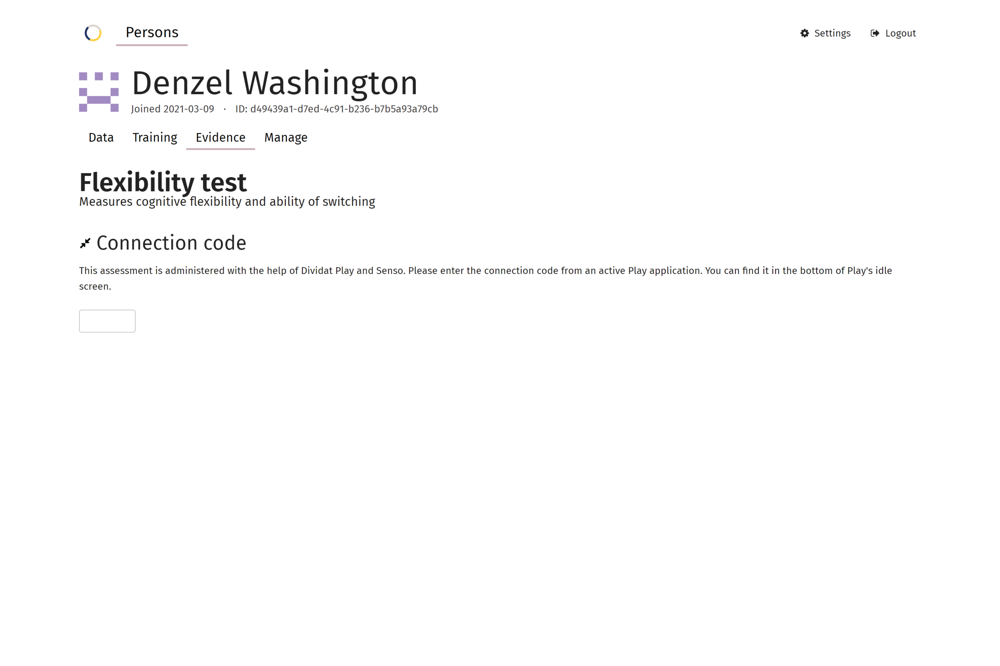 Persons
Settings
Logout
Denzel Washington
Joined 2021-03-09 · ID: d49439a1-d7ed-4c91-b236-b7b5a93a79cb
Data
Training
Evidence
Manage
Flexibility test
Measures cognitive flexibility and ability of switching
Connection code
This assessment is administered with the help of Dividat Play and Senso. Please enter the connection code from an active Play application. You can find it in the bottom of Play's idle
screen.